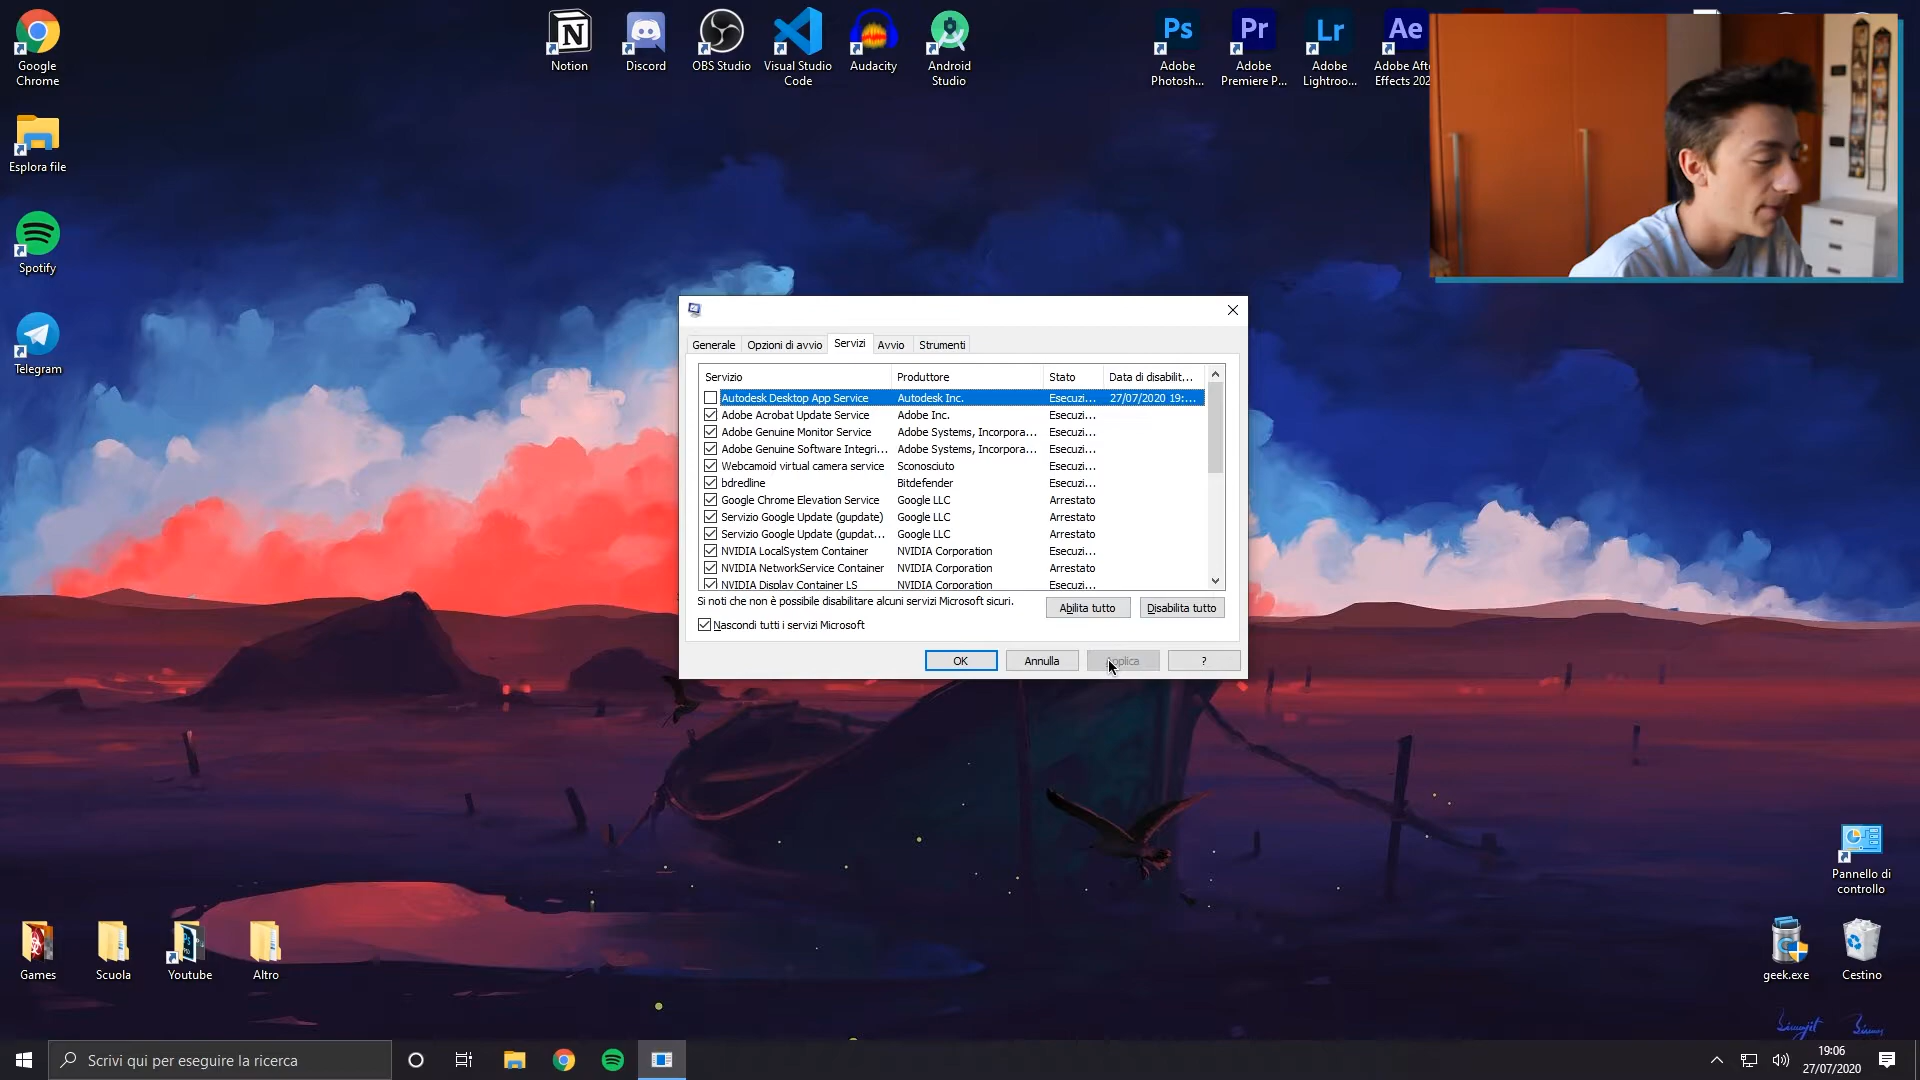 Google
Chrome
Esplora file
Spotify
Telegram
Notion
Discord
OBS Studio
Visual Studio
Code
Audacity
Android
Studio
Ps
Adobe
Photosh...
Pr
Adobe
Premiere P...
Lr
Adobe
Lightroo...
Ae
Adobe Aft
Effects 202
Generale
Opzioni di avvio
Servizi
Avvio
Strumenti
Servizio Produttore Stato Data di disabilit...
Autodesk Desktop App Service Autodesk Inc. Esecuzi... 27/07/2020 19:...
Adobe Acrobat Update Service Adobe Inc. Esecuzi...
Adobe Genuine Monitor Service Adobe Systems, Incorpora... Esecuzi...
Adobe Genuine Software Integri... Adobe Systems, Incorpora... Esecuzi...
Webcamoid virtual camera service Sconosciuto Esecuzi...
bdredline Bitdefender Esecuzi...
Google Chrome Elevation Service Google LLC Arrestato
Servizio Google Update (gupdate) Google LLC Arrestato
Servizio Google Update (gupdat... Google LLC Arrestato
NVIDIA LocalSystem Container NVIDIA Corporation Esecuzi...
NVIDIA NetworkService Container NVIDIA Corporation Arrestato
NVIDIA Display Container LS NVIDIA Corporation Esecuzi...
Si noti che non è possibile disabilitare alcuni servizi Microsoft sicuri.
Abilita tutto
Disabilita tutto
Nascondi tutti i servizi Microsoft
OK
Annulla
Applica
?
Pannello di
controllo
Games
Scuola
Youtube
Altro
geek.exe
Cestino
Scrivi qui per eseguire la ricerca
19:06
27/07/2020